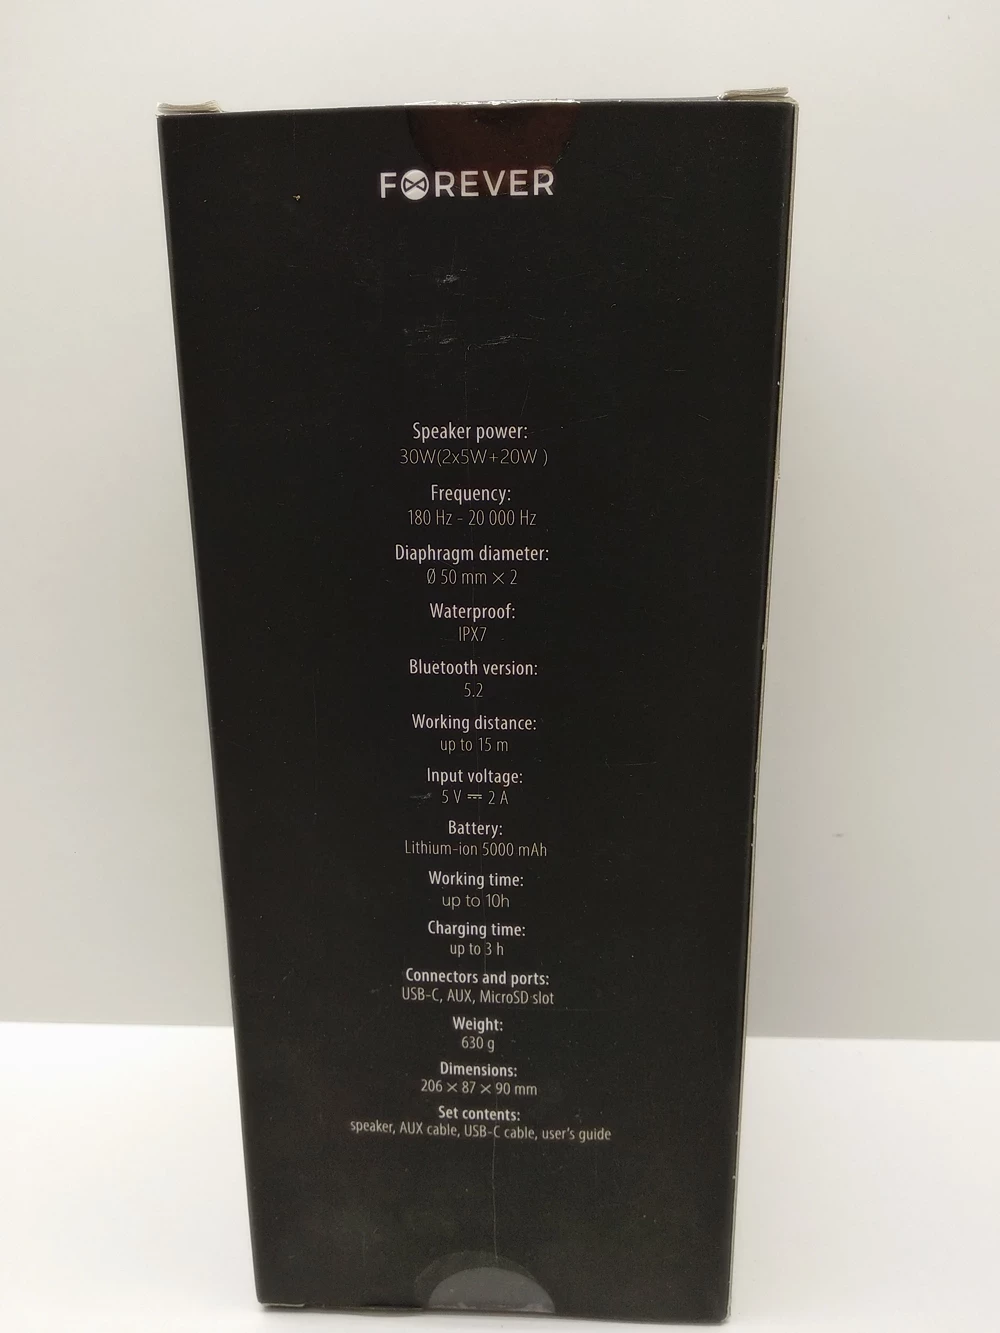 FOREVER
Speaker power:
30W(2x5W+20W )
Frequency:
180 Hz - 20 000 Hz
Diaphragm diameter:
Ø 50 mm × 2
Waterproof:
IPX7
Bluetooth version:
5.2
Working distance:
up to 15 m
Input voltage:
5 V ⎓ 2 A
Battery:
Lithium-ion 5000 mAh
Working time:
up to 10h
Charging time:
up to 3 h
Connectors and ports:
USB-C, AUX, MicroSD slot
Weight:
630 g
Dimensions:
206 × 87 × 90 mm
Set contents:
speaker, AUX cable, USB-C cable, user's guide